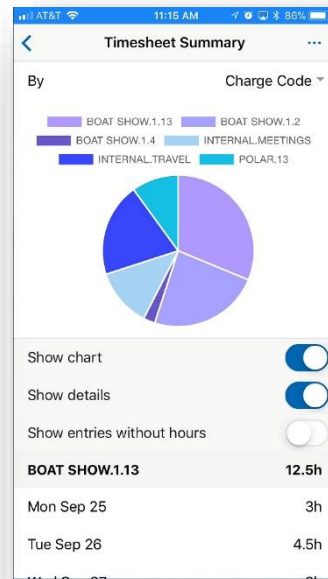 AT&T 11:15 AM 86%
Timesheet Summary ...
By Charge Code
BOAT SHOW.1.13 BOAT SHOW.1.2
BOAT SHOW.1.4 INTERNAL.MEETINGS
INTERNAL.TRAVEL POLAR.13
Show chart
Show details
Show entries without hours
BOAT SHOW.1.13 12.5h
Mon Sep 25 3h
Tue Sep 26 4.5h